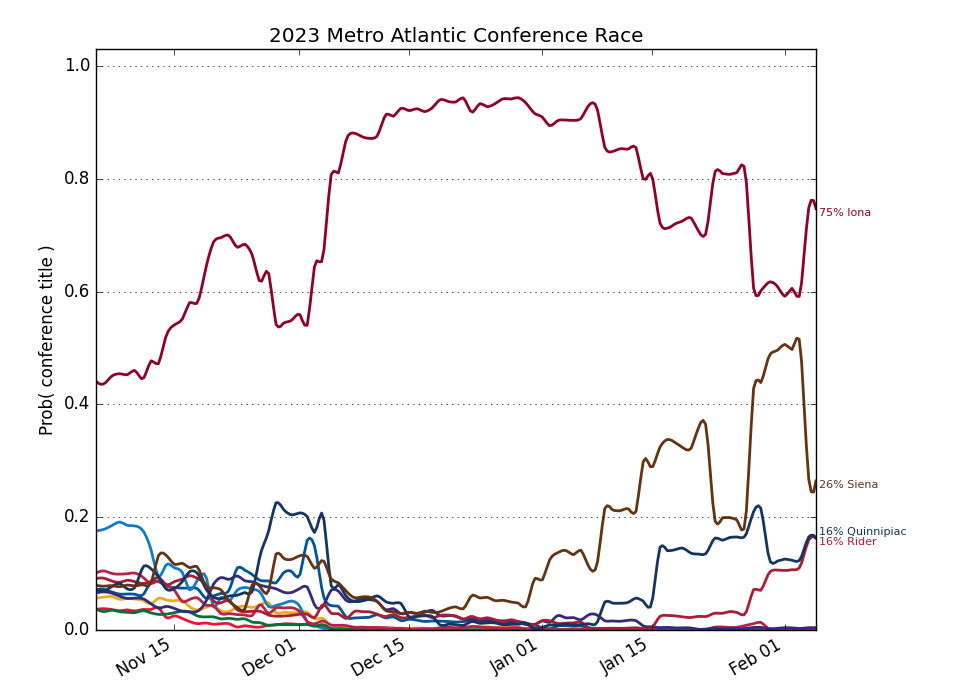 2023 Metro Atlantic Conference Race
Prob( conference title )
1.0
0.8
0.6
0.4
0.2
0.0
75% Iona
26% Siena
16% Quinnipiac
16% Rider
Nov 15
Dec 01
Dec 15
Jan 01
Jan 15
Feb 01